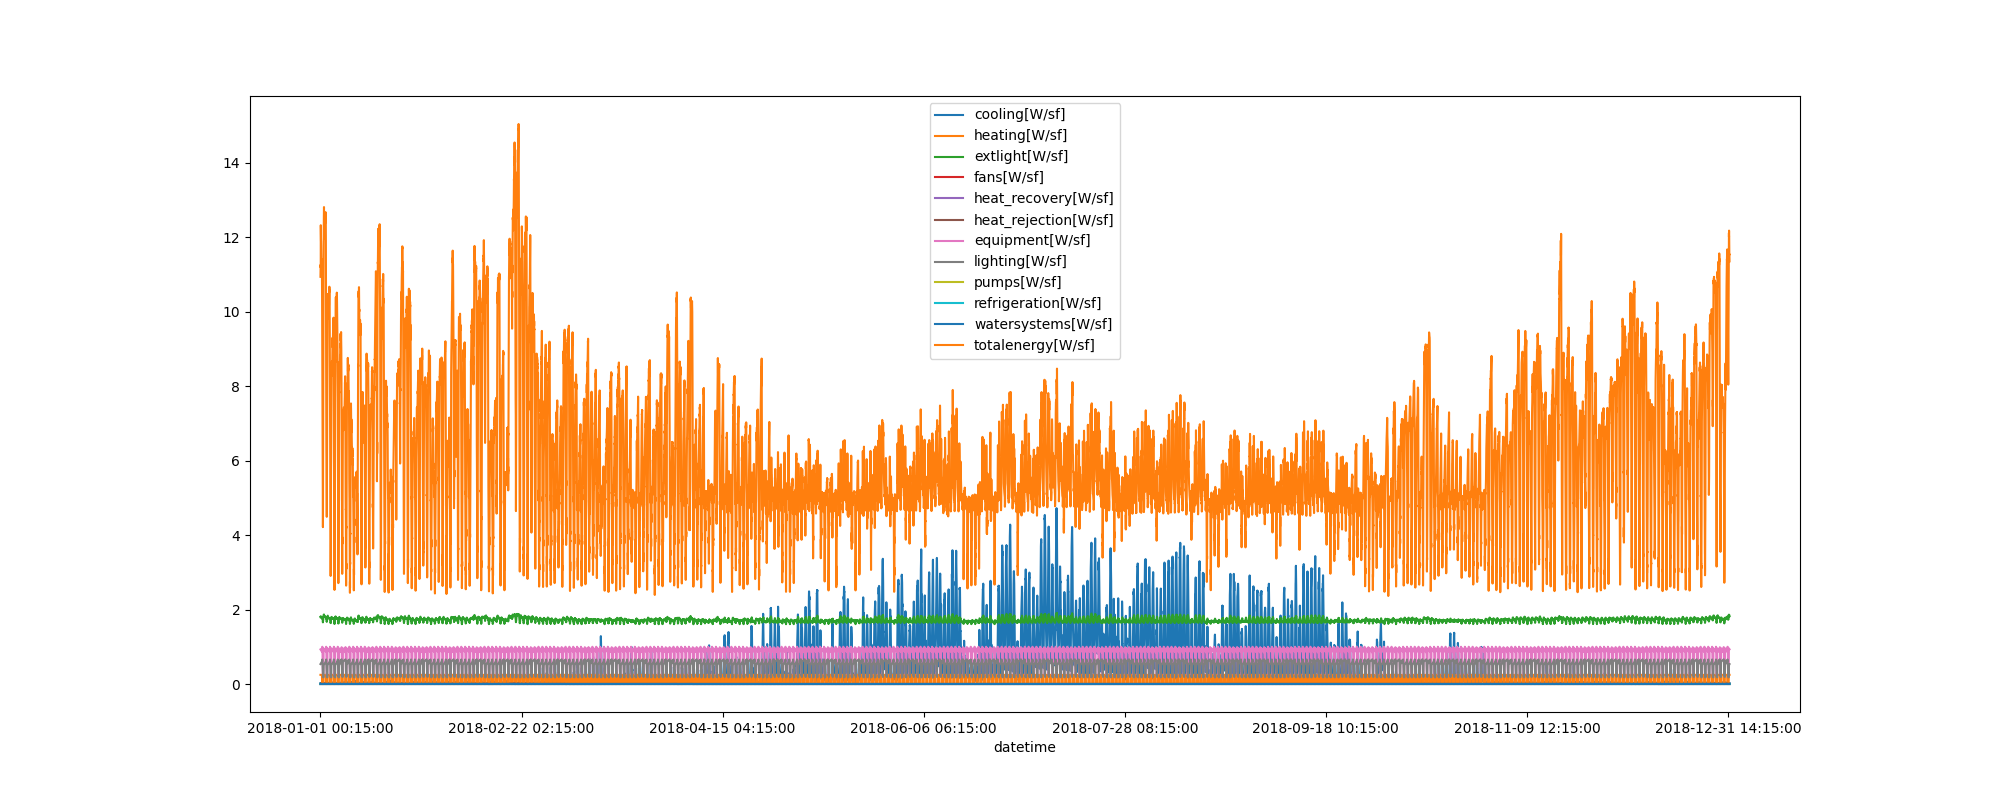 cooling[W/sf]
heating[W/sf]
extlight[W/sf]
fans[W/sf]
heat_recovery[W/sf]
heat_rejection[W/sf]
equipment[W/sf]
lighting[W/sf]
pumps[W/sf]
refrigeration[W/sf]
watersystems[W/sf]
totalenergy[W/sf]
14
12
10
8
6
4
2
0
2018-01-01 00:15:00 2018-02-22 02:15:00 2018-04-15 04:15:00 2018-06-06 06:15:00 2018-07-28 08:15:00 2018-09-18 10:15:00 2018-11-09 12:15:00 2018-12-31 14:15:00
datetime